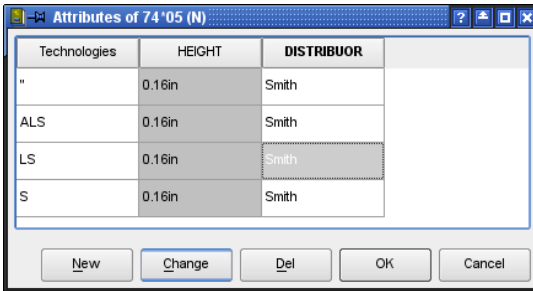 Attributes of 74*05 (N)
Technologies HEIGHT DISTRIBUOR
" 0.16in Smith
ALS 0.16in Smith
LS 0.16in Smith
S 0.16in Smith
New Change Del OK Cancel